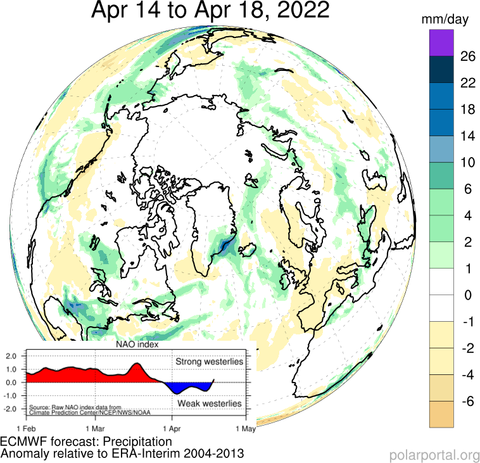 Apr 14 to Apr 18, 2022
mm/day
26
22
18
14
10
6
4
2
1
0
-1
-2
-4
-6
NAO index
2.0
1.0
0.0
-1.0
-2.0
Strong westerlies
Weak westerlies
Source: Raw NAO index data from
Climate Prediction Center/NCEP/NWS/NOAA
1 Feb 1 Mar 1 Apr 1 May
ECMWF forecast: Precipitation
Anomaly relative to ERA-Interim 2004-2013
polarportal.org